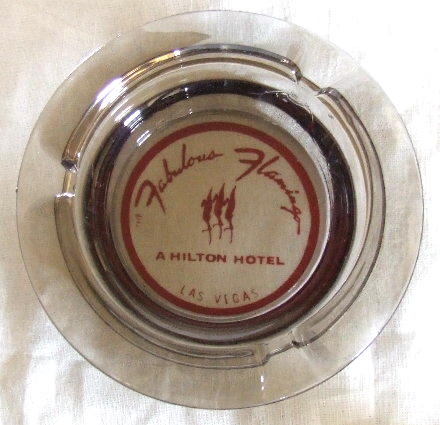 The Fabulous Flamingo
A HILTON HOTEL
LAS VEGAS